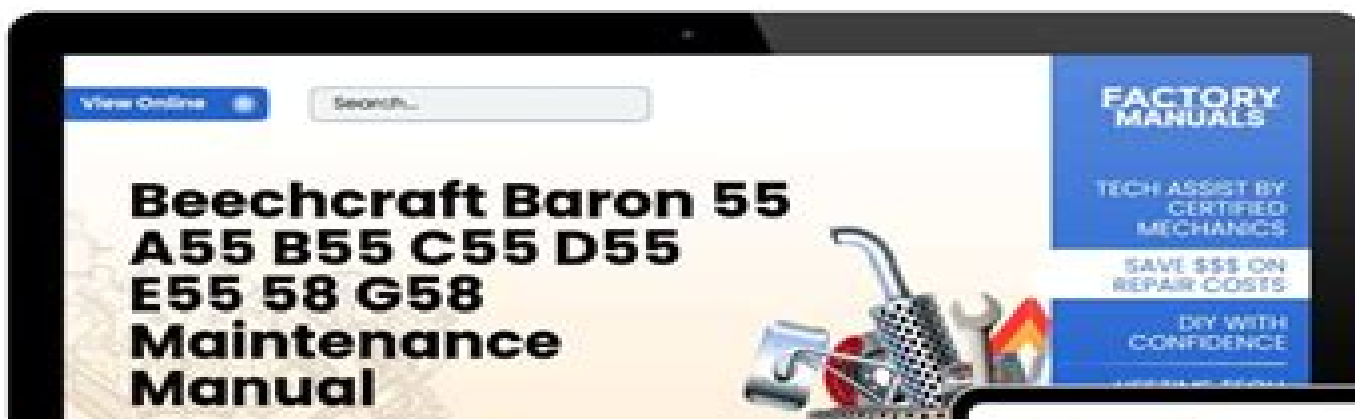 View Online
Search...
Beechcraft Baron 55
A55 B55 C55 D55
E55 58 G58
Maintenance
Manual
FACTORY
MANUALS
TECH ASSIST BY
CERTIFIED
MECHANICS
SAVE $$$ ON
REPAIR COSTS
DIY WITH
CONFIDENCE